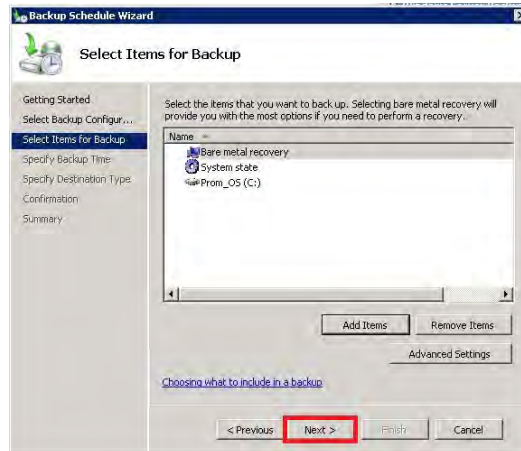 Backup Schedule Wizard
Select Items for Backup
Getting Started
Select Backup Configur...
Select Items for Backup
Specify Backup Time
Specify Destination Type
Confirmation
Summary
Select the items that you want to back up. Selecting bare metal recovery will
provide you with the most options if you need to perform a recovery.
Name
Bare metal recovery
System state
Prom_OS (C:)
Add Items
Remove Items
Advanced Settings
Choosing what to include in a backup
< Previous
Next >
Finish
Cancel